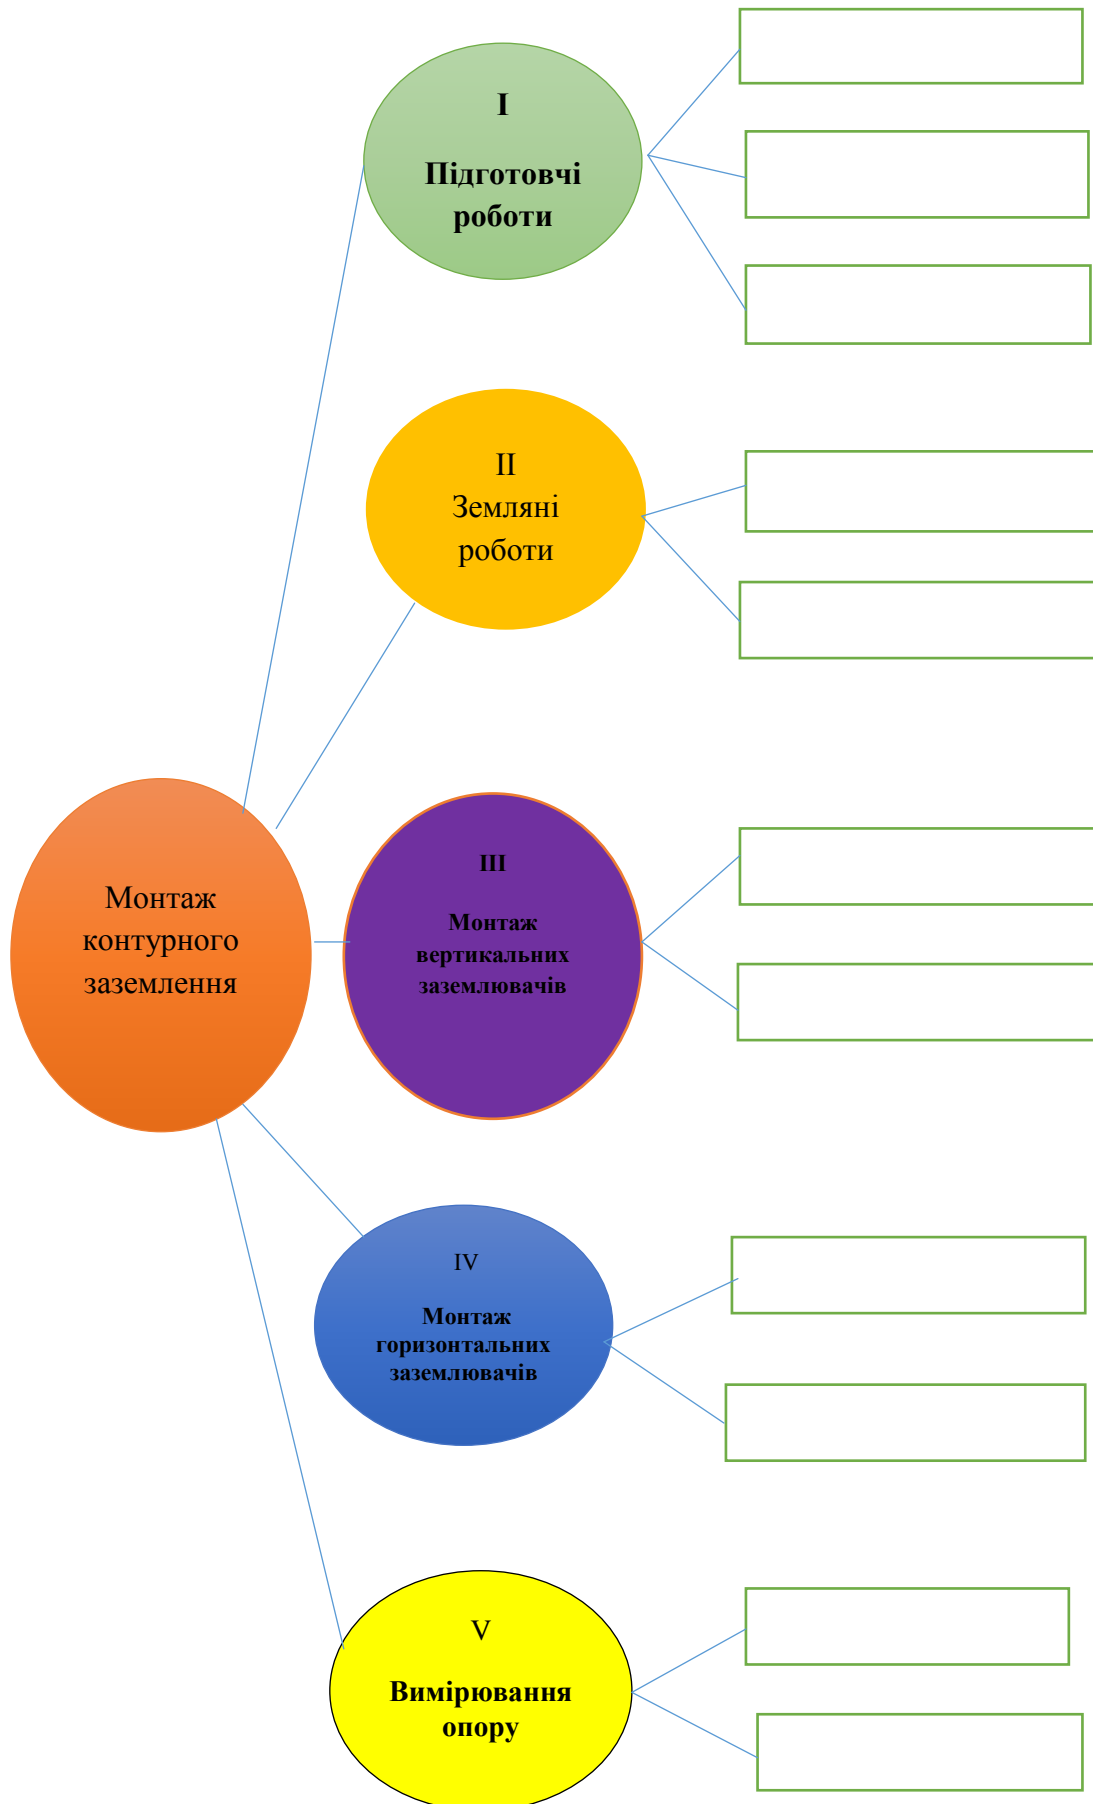 I
Підготовчі
роботи
II
Земляні
роботи
Монтаж
контурного
заземлення
III
Монтаж
вертикальних
заземлювачів
IV
Монтаж
горизонтальних
заземлювачів
V
Вимірювання
опору